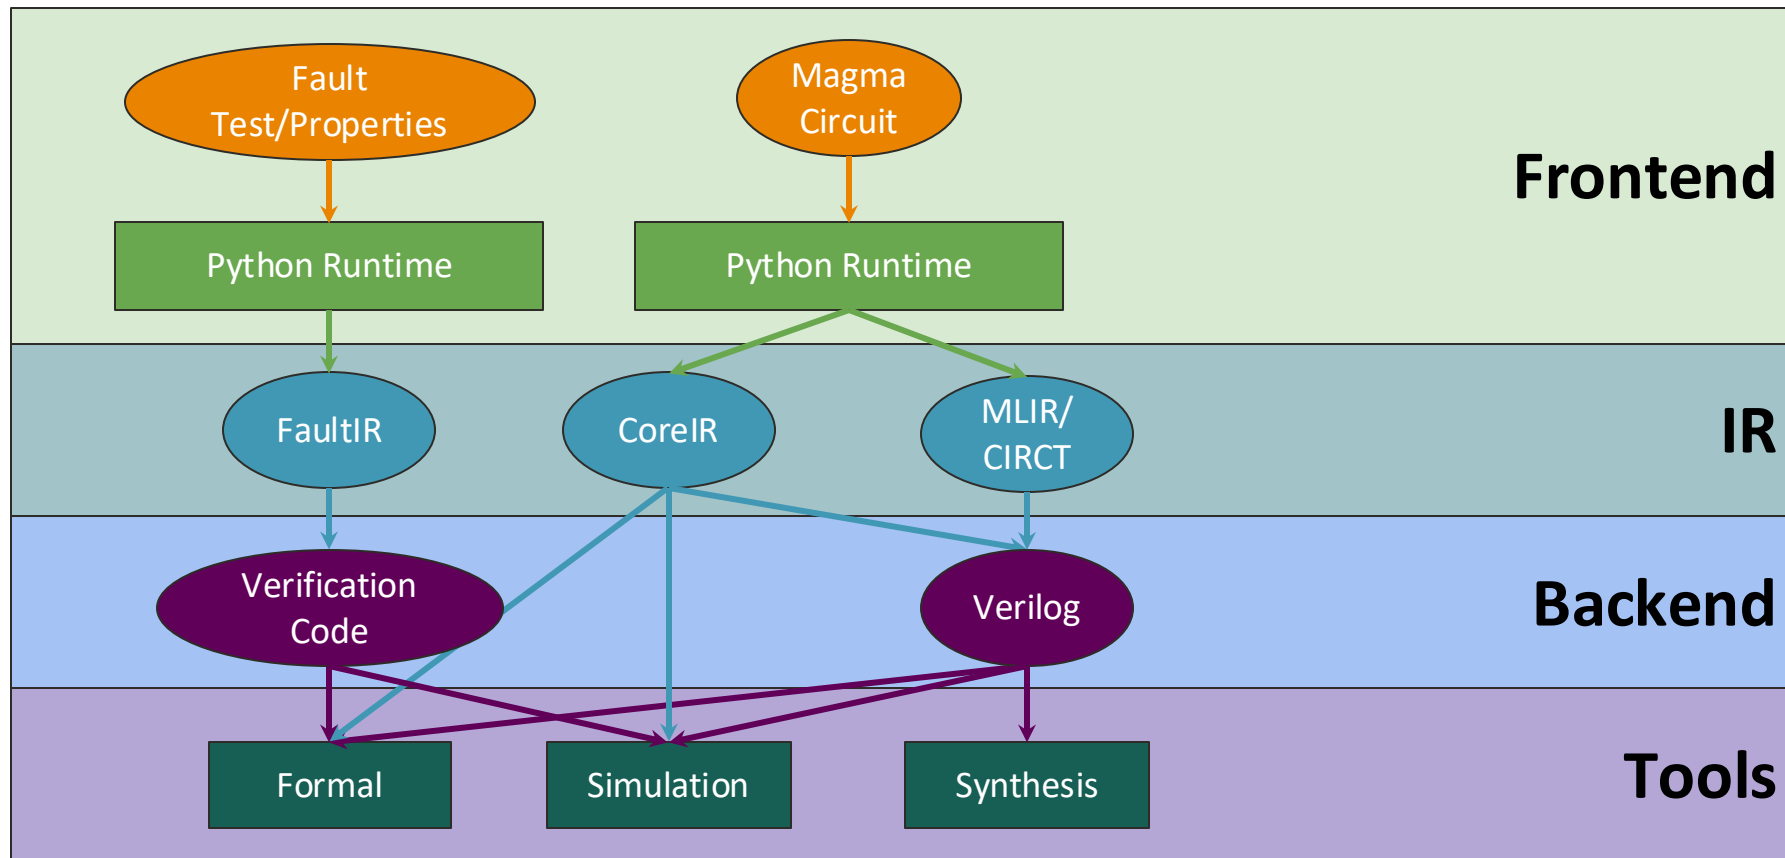 Fault
Test/Properties
Magma
Circuit
Frontend
Python Runtime
Python Runtime
FaultIR
CoreIR
MLIR/
CIRCT
IR
Verification
Code
Verilog
Backend
Formal
Simulation
Synthesis
Tools